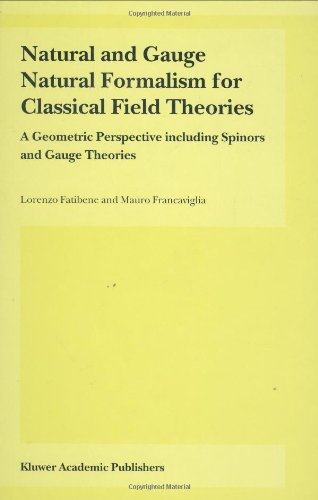 Natural and Gauge
Natural Formalism for
Classical Field Theories
A Geometric Perspective including Spinors
and Gauge Theories
Lorenzo Fatibene and Mauro Francaviglia
Kluwer Academic Publishers